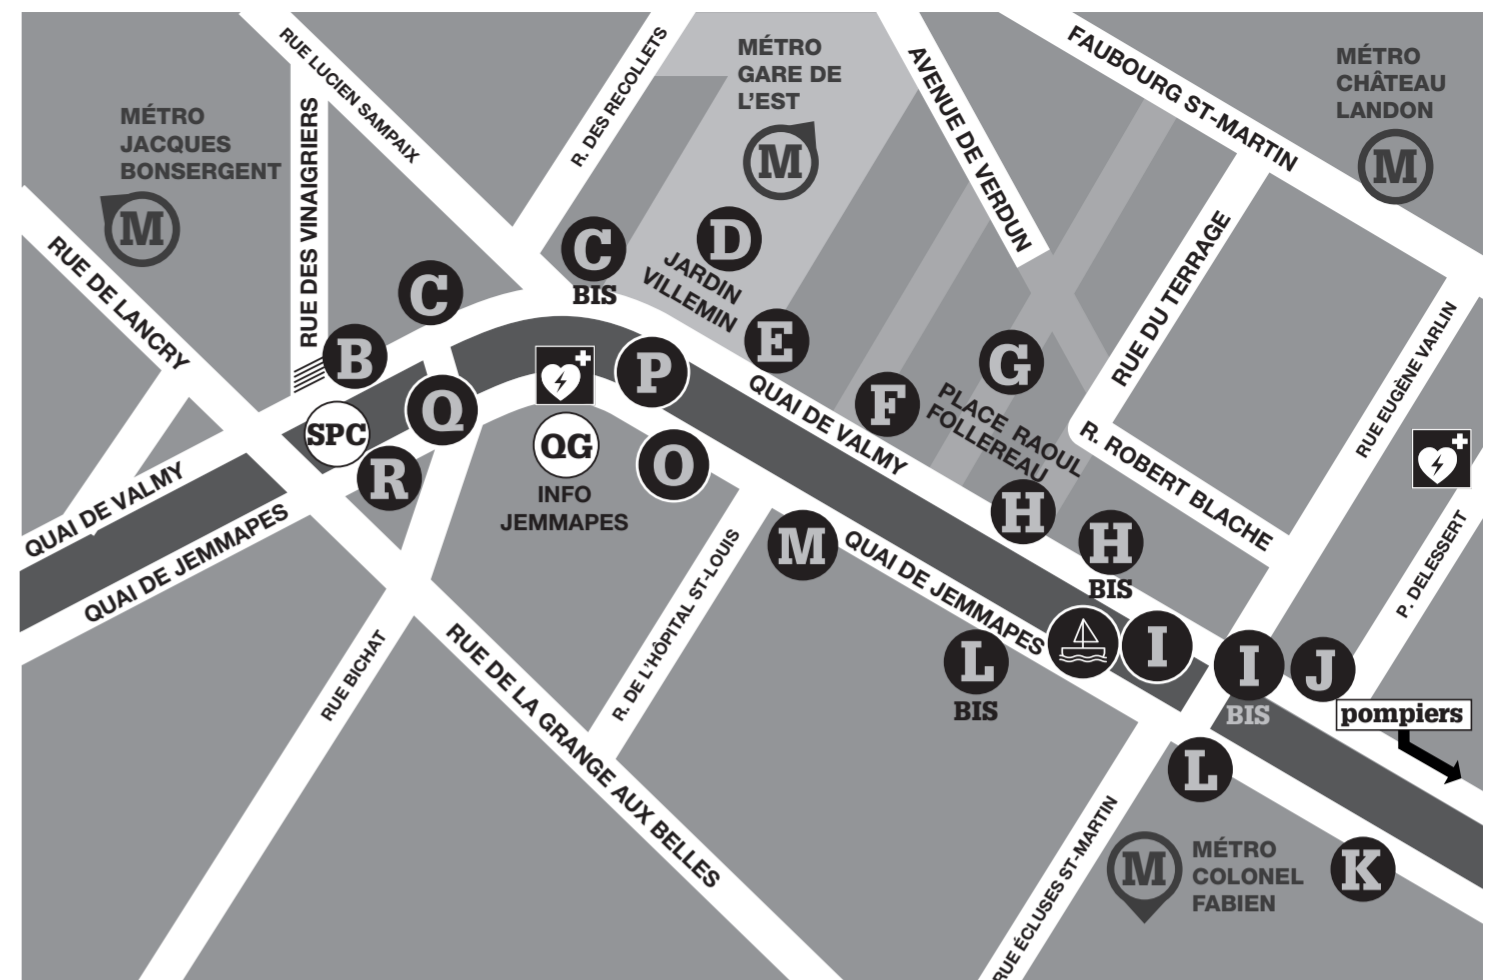 RUE LUCIEN SAMPAIX
R. DES RECOLLETS
MÉTRO
GARE DE
L'EST
M
AVENUE DE VERDUN
FAUBOURG ST-MARTIN
MÉTRO
CHÂTEAU
LANDON
M
MÉTRO
JACQUES
BONSERGENT
M
RUE DES VINAIGRIERS
RUE DE LANCRY
C
C
BIS
D
JARDIN
VILLEMIN
E
B
RUE DU TERRAGE
RUE EUGÈNE VARLIN
G
PLACE RAOUL
FOLLEREAU
F
QUAI DE VALMY
P
Q
SPC
R
QG
INFO
JEMMAPES
O
R. ROBERT BLACHE
QUAI DE VALMY
QUAI DE JEMMAPES
H
H
BIS
M
QUAI DE JEMMAPES
P. DELESSERT
R. DE L'HÔPITAL ST-LOUIS
RUE BICHAT
RUE DE LA GRANGE AUX BELLES
L
BIS
I
I
BIS
J
pompiers
L
K
RUE ÉCLUSES ST-MARTIN
M
MÉTRO
COLONEL
FABIEN